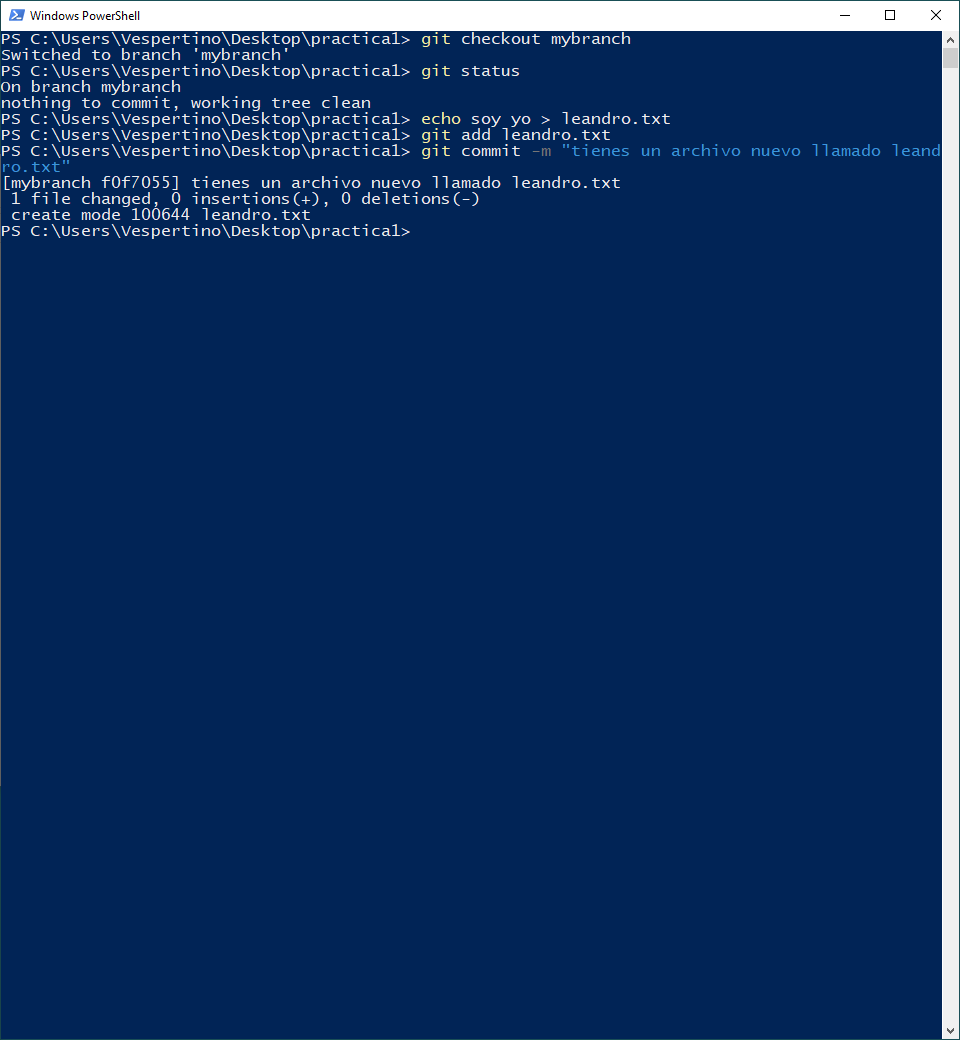 Windows PowerShell
PS C:\Users\Vespertino\Desktop\practica1> git checkout mybranch
Switched to branch 'mybranch'
PS C:\Users\Vespertino\Desktop\practica1> git status
On branch mybranch
nothing to commit, working tree clean
PS C:\Users\Vespertino\Desktop\practica1> echo soy yo > leandro.txt
PS C:\Users\Vespertino\Desktop\practica1> git add leandro.txt
PS C:\Users\Vespertino\Desktop\practica1> git commit -m "tienes un archivo nuevo llamado leand
ro.txt"
[mybranch f0f7055] tienes un archivo nuevo llamado leandro.txt
 1 file changed, 0 insertions(+), 0 deletions(-)
 create mode 100644 leandro.txt
PS C:\Users\Vespertino\Desktop\practica1>